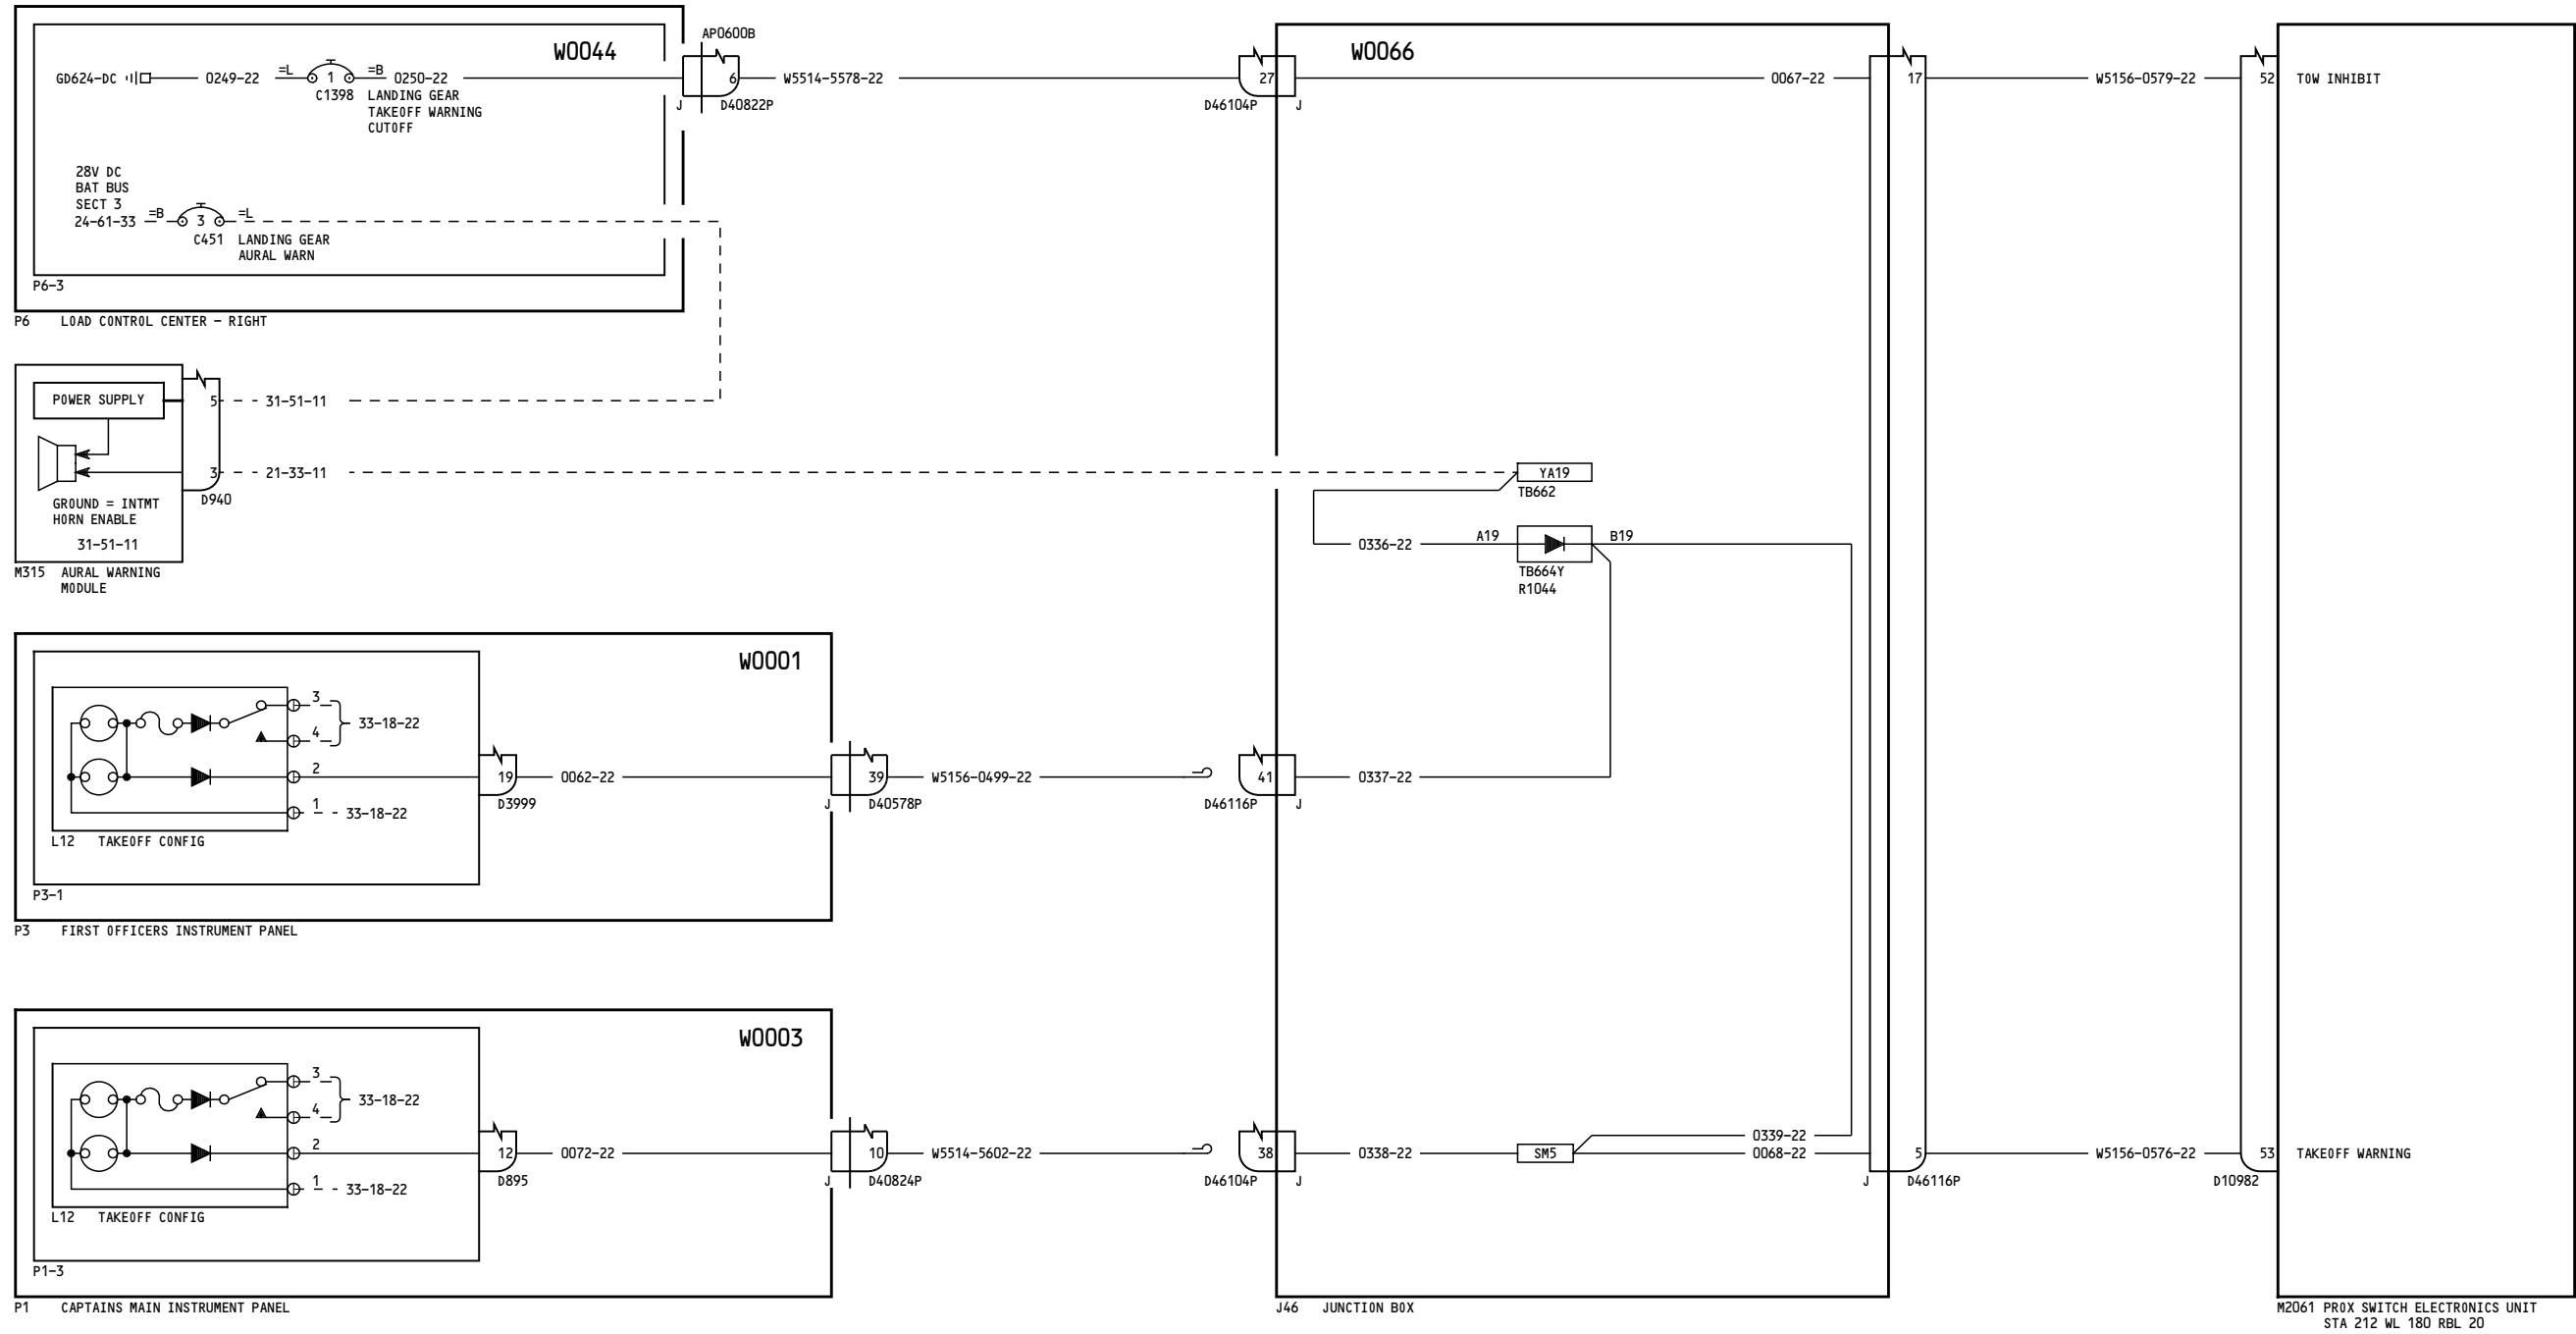 W0044
AP0600B
W0066
GD624-DC
0249-22
=L
1
=B
0250-22
6
W5514-5578-22
27
0067-22
17
W5156-0579-22
52
TOW INHIBIT
C1398
LANDING GEAR
TAKEOFF WARNING
CUTOFF
J
D40822P
D46104P
J
28V DC
BAT BUS
SECT 3
24-61-33
=B
3
=L
C451
LANDING GEAR
AURAL WARN
P6-3
P6 LOAD CONTROL CENTER - RIGHT
POWER SUPPLY
5
31-51-11
3
21-33-11
YA19
TB662
D940
GROUND = INTMT
HORN ENABLE
31-51-11
M315 AURAL WARNING
MODULE
0336-22
A19
B19
TB664Y
R1044
W0001
3
4
33-18-22
2
19
0062-22
39
W5156-0499-22
41
0337-22
1
33-18-22
D3999
J
D40578P
D46116P
J
L12 TAKEOFF CONFIG
P3-1
P3 FIRST OFFICERS INSTRUMENT PANEL
W0003
3
4
33-18-22
2
12
0072-22
10
W5514-5602-22
38
0338-22
SM5
0339-22
0068-22
5
W5156-0576-22
53
TAKEOFF WARNING
1
33-18-22
D895
J
D40824P
D46104P
J
J
D46116P
D10982
L12 TAKEOFF CONFIG
P1-3
P1 CAPTAINS MAIN INSTRUMENT PANEL
J46 JUNCTION BOX
M2061 PROX SWITCH ELECTRONICS UNIT
STA 212 WL 180 RBL 20